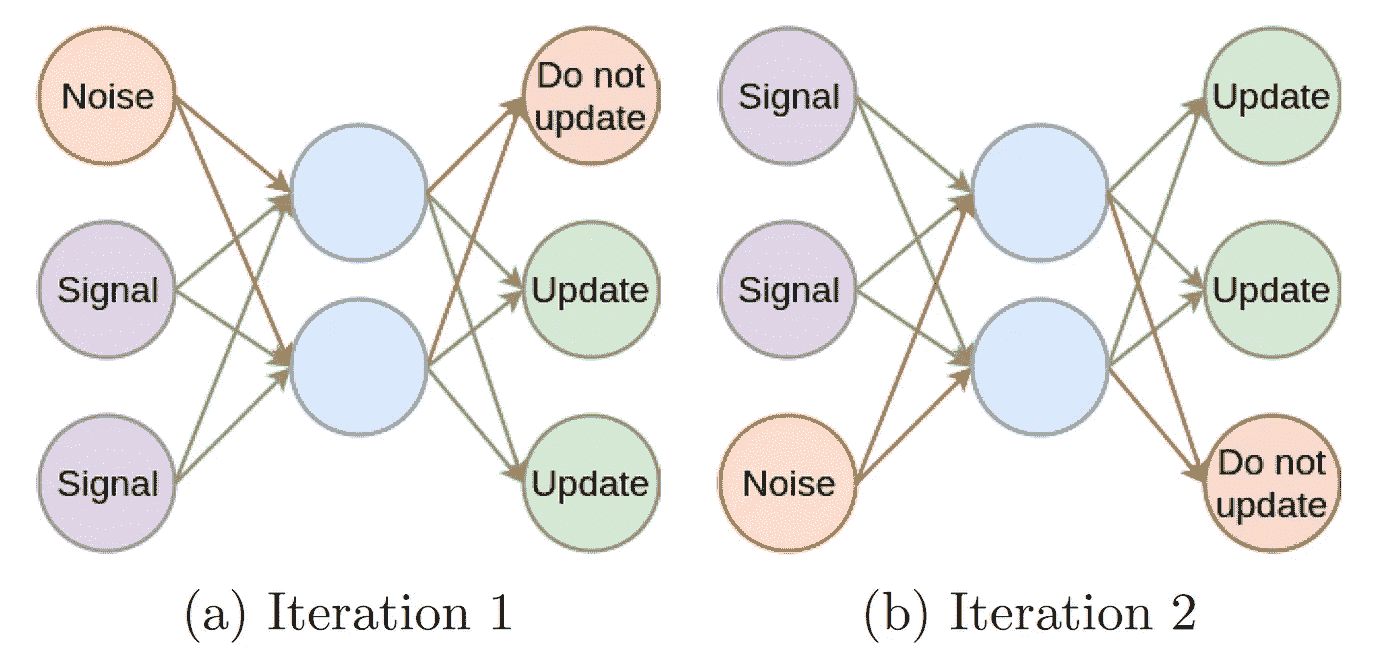 Noise
Do not
update
Signal
Update
Signal
Update
(a) Iteration 1
Signal
Update
Signal
Update
Noise
Do not
update
(b) Iteration 2